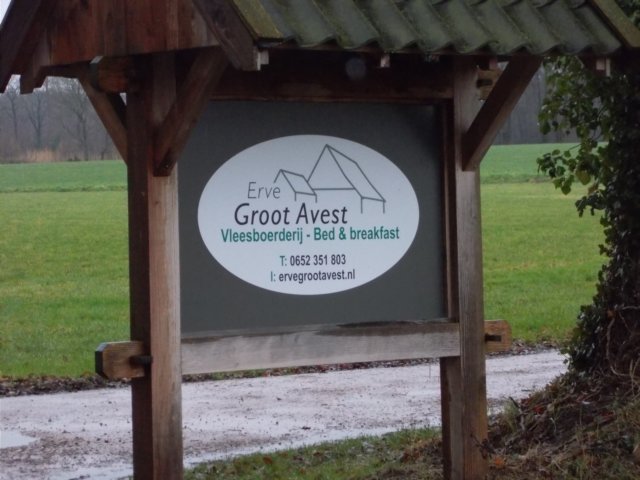 Erve
Groot Avest
Vleesboerderij - Bed & breakfast
T: 0652 351 803
I: ervegrootavest.nl